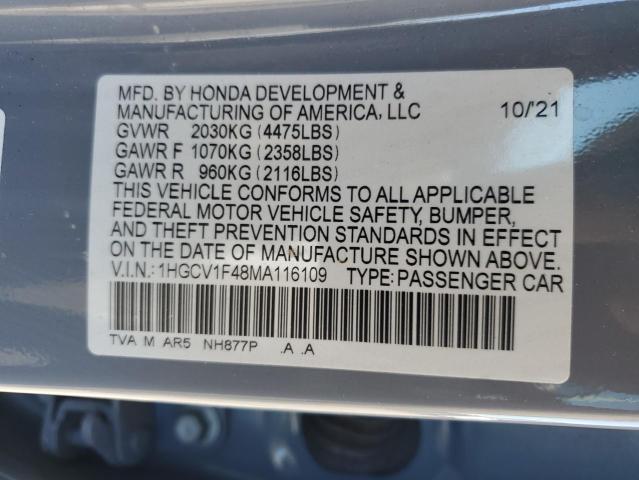 MFD. BY HONDA DEVELOPMENT &
MANUFACTURING OF AMERICA, LLC 10/21
GVWR 2030KG (4475LBS)
GAWR F 1070KG (2358LBS)
GAWR R 960KG (2116LBS)
THIS VEHICLE CONFORMS TO ALL APPLICABLE
FEDERAL MOTOR VEHICLE SAFETY, BUMPER,
AND THEFT PREVENTION STANDARDS IN EFFECT
ON THE DATE OF MANUFACTURE SHOWN ABOVE.
V.I.N.: 1HGCV1F48MA116109 TYPE: PASSENGER CAR
TVA M AR5 NH877P .A .A